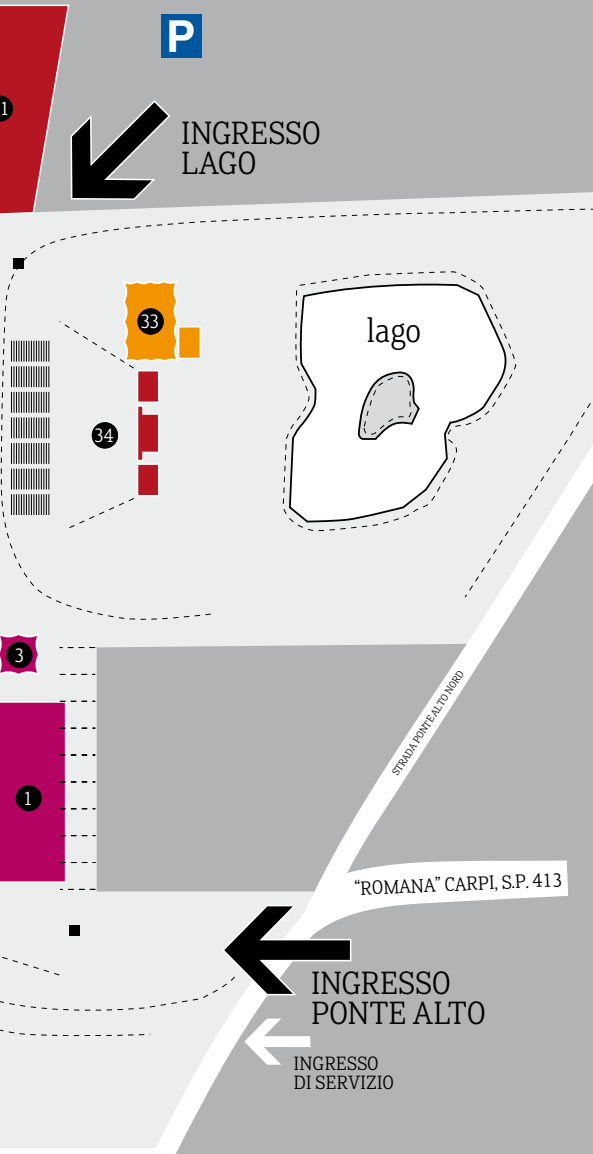 P
1
INGRESSO
LAGO
33
lago
34
3
STRADA PONTE ALTO NORD
1
“ROMANA” CARPI, S.P. 413
INGRESSO
PONTE ALTO
INGRESSO
DI SERVIZIO